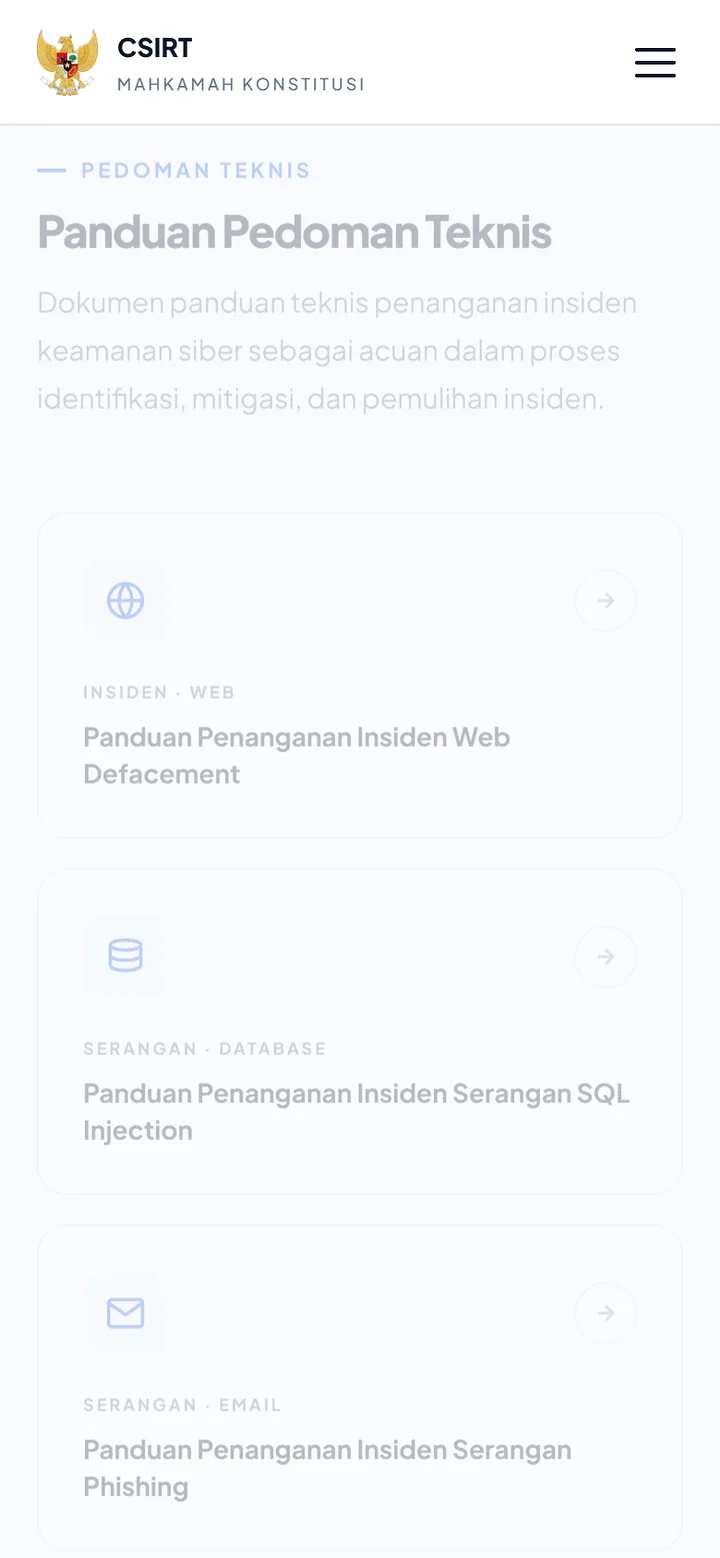 CSIRT
MAHKAMAH KONSTITUSI
PEDOMAN TEKNIS
Panduan Pedoman Teknis
Dokumen panduan teknis penanganan insiden
keamanan siber sebagai acuan dalam proses
identifikasi, mitigasi, dan pemulihan insiden.
INSIDEN · WEB
Panduan Penanganan Insiden Web
Defacement
SERANGAN · DATABASE
Panduan Penanganan Insiden Serangan SQL
Injection
SERANGAN · EMAIL
Panduan Penanganan Insiden Serangan
Phishing